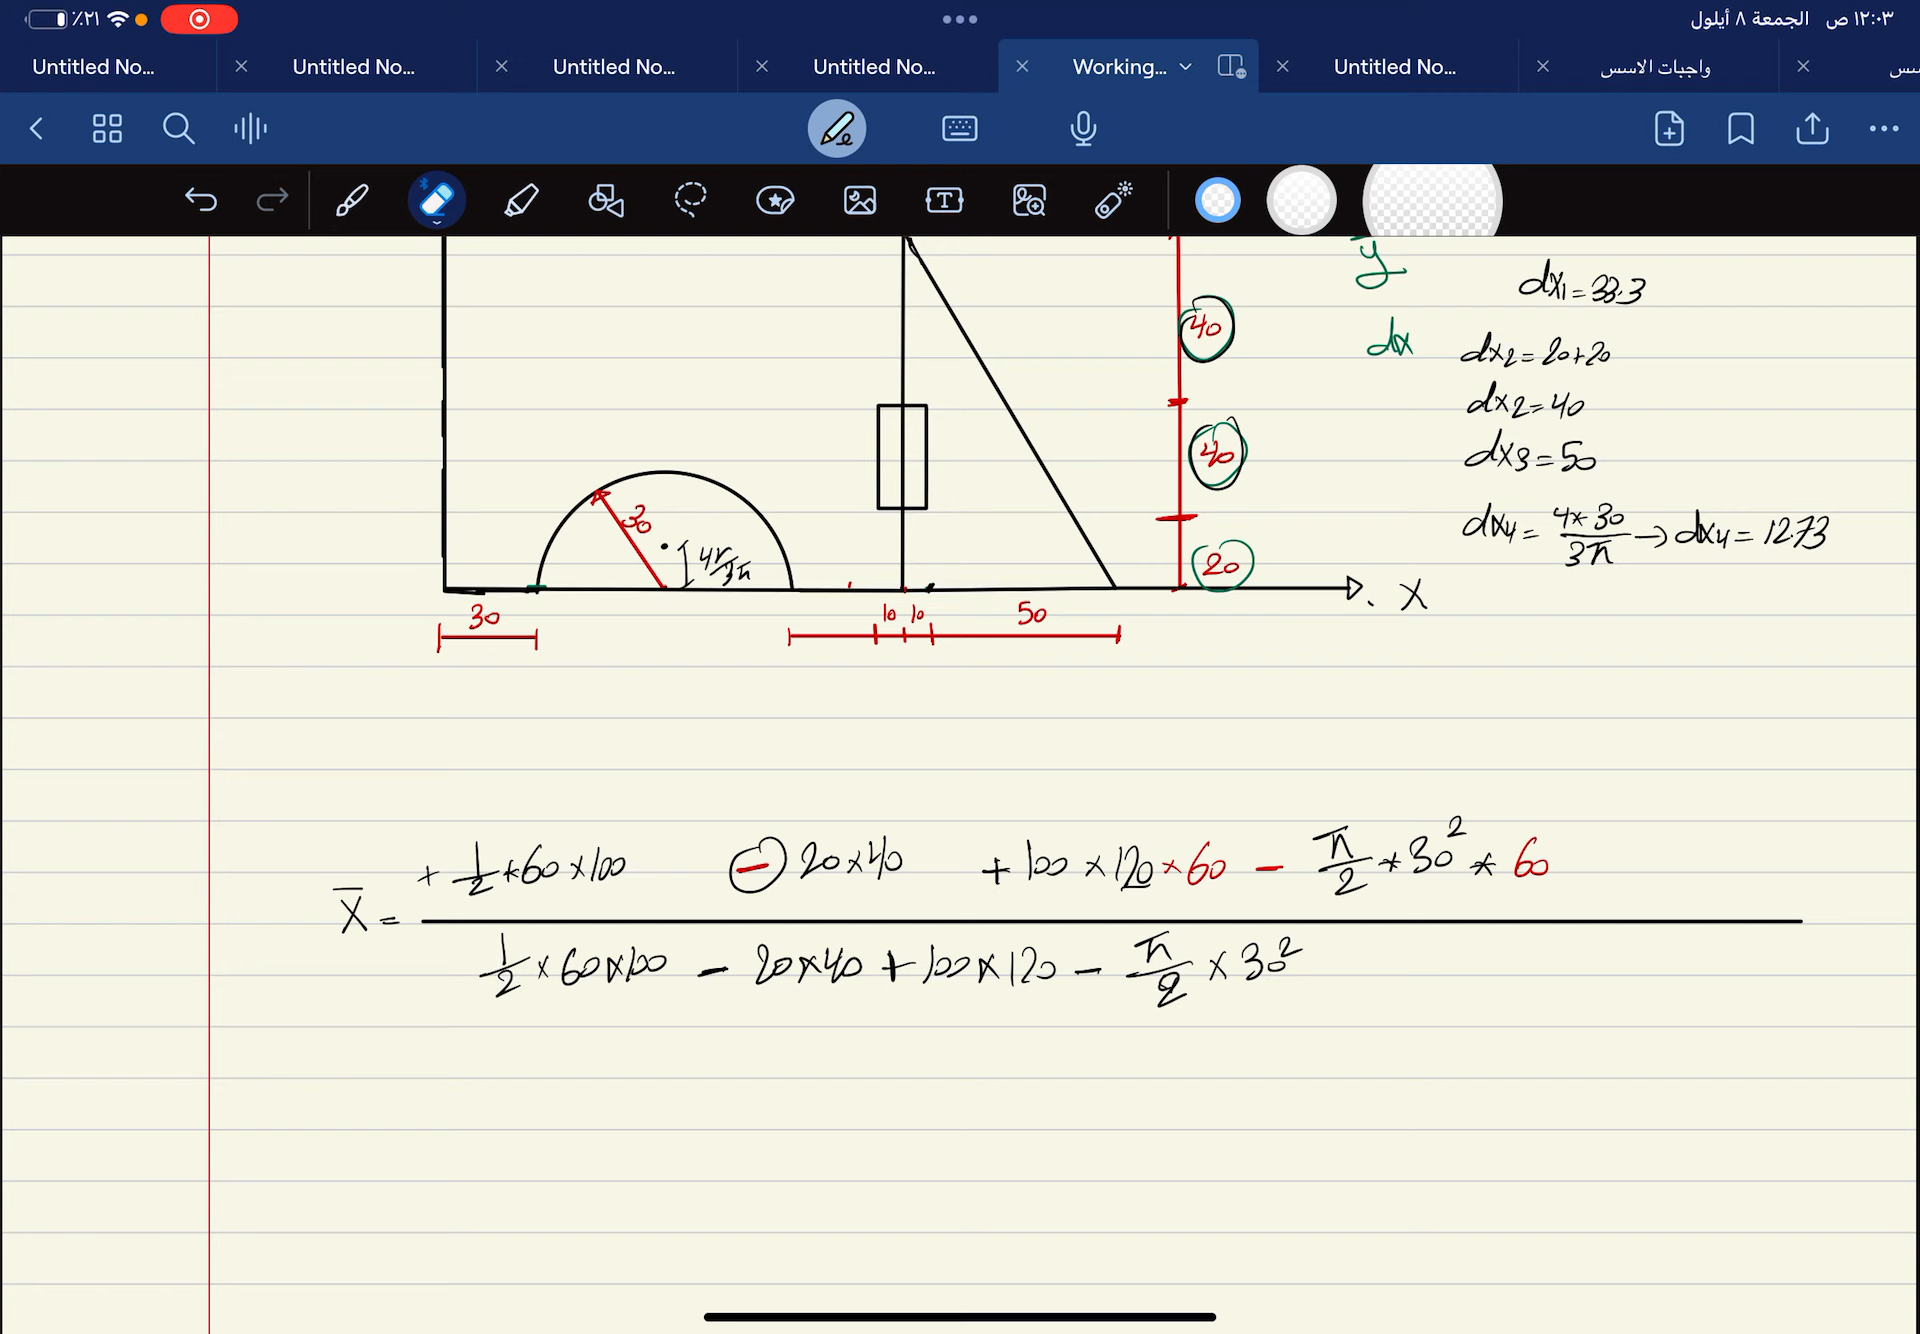 ٪٢١
١٢:٠٣ ص الجمعة ٨ أيلول
Untitled No...
Untitled No...
Untitled No...
Untitled No...
Working...
Untitled No...
واجبات الاسس
T
y̅
dx
dx₁=33.3
dx₂=20+20
dx₂=40
dx₃=50
dx₄= (4*30)/(3π) → dx₄=12.73
40
40
20
30
4r/3π
X
30
10
10
50
X̅ = (+ 1/2*60×100 − 20×40 +100×120×60 − π/2*30²*60)
1/2×60×100 − 20×40+100×120− π/2×30²